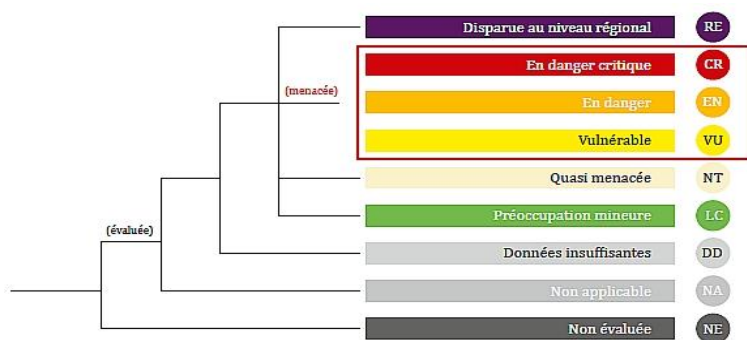 Disparue au niveau régional RE
En danger critique CR
(menacée)
En danger EN
Vulnérable VU
Quasi menacée NT
Préoccupation mineure LC
(évaluée)
Données insuffisantes DD
Non applicable NA
Non évaluée NE